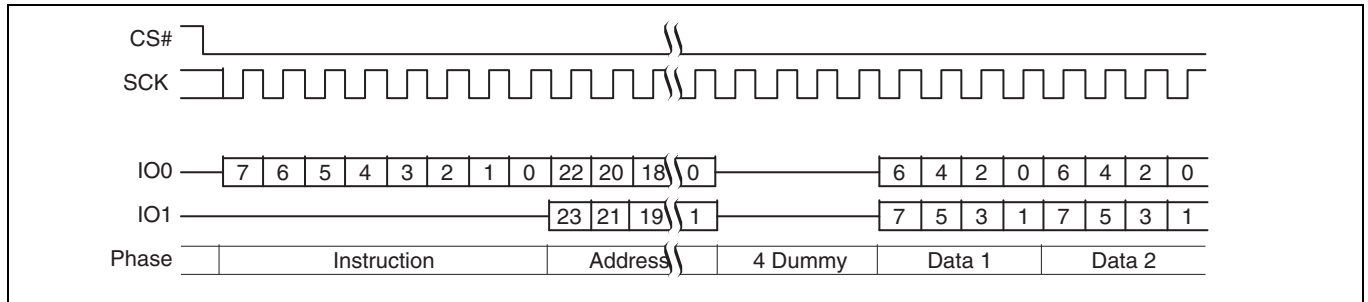 CS#
SCK
IO0 7 6 5 4 3 2 1 0 22 20 18 0 6 4 2 0 6 4 2 0
IO1 23 21 19 1 7 5 3 1 7 5 3 1
Phase Instruction Address 4 Dummy Data 1 Data 2